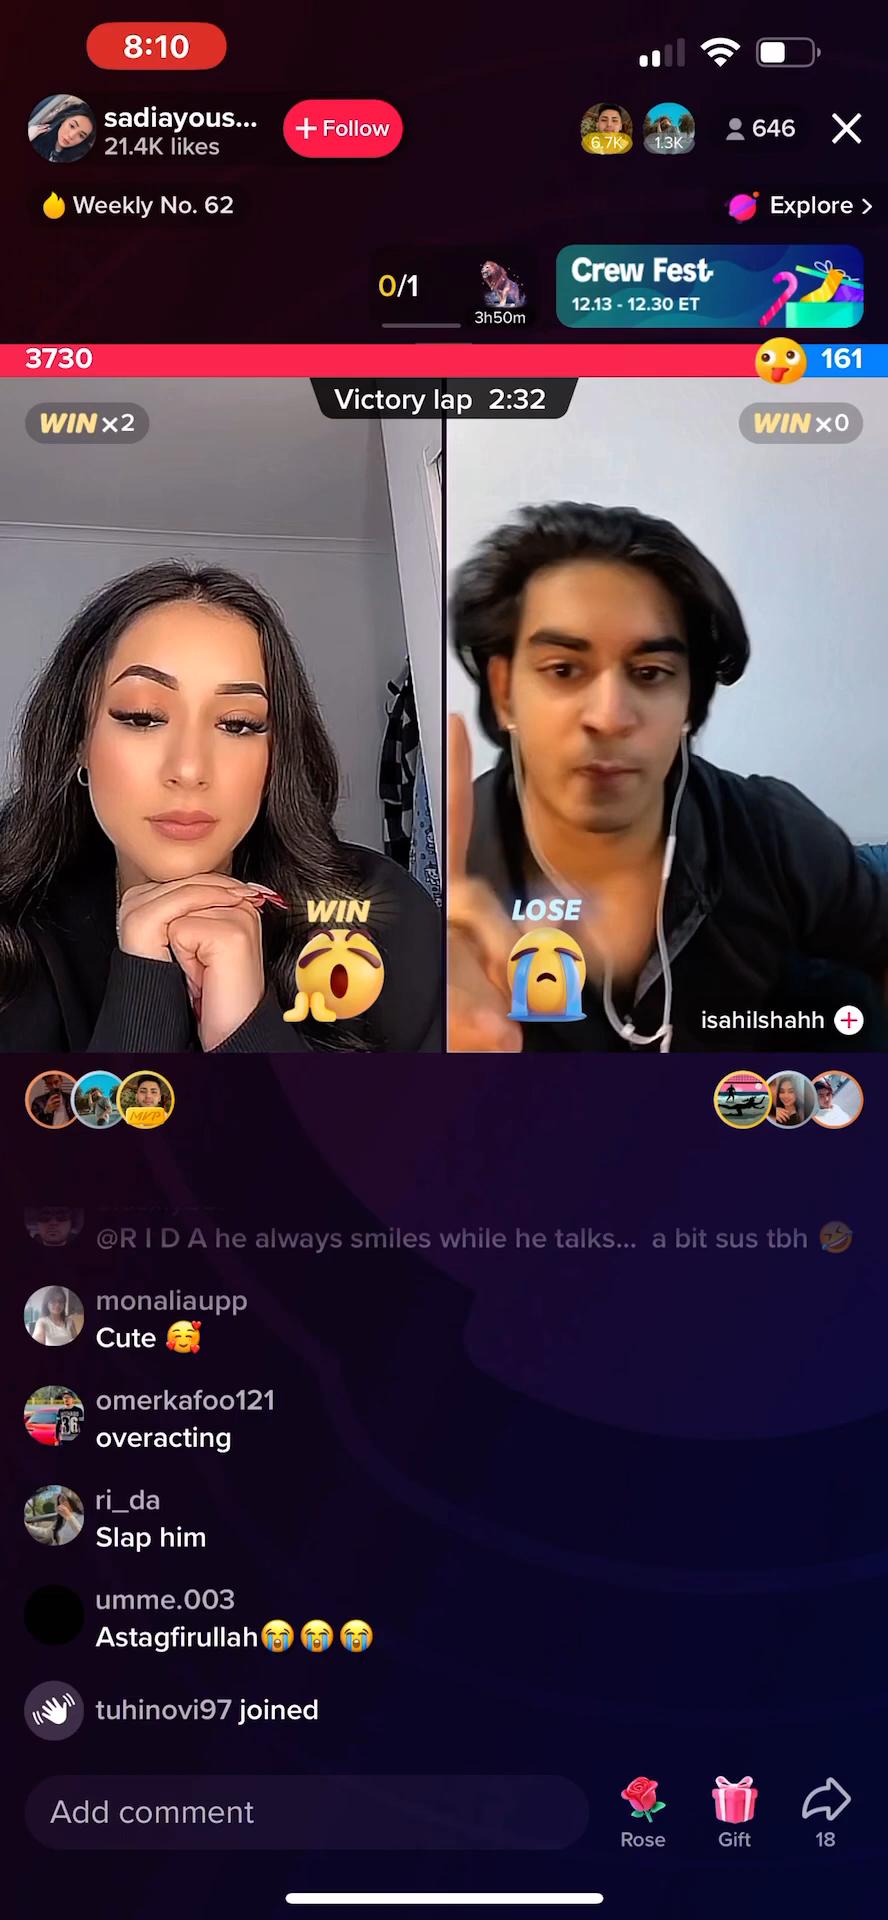 8:10
sadiayous...
21.4K likes
+ Follow
6.7K
1.3K
646
Weekly No. 62
Explore >
0/1
3h50m
Crew Fest
12.13 - 12.30 ET
3730
161
Victory lap 2:32
WIN x2
WIN x0
WIN
LOSE
isahilshahh
MVP
@R I D A he always smiles while he talks... a bit sus tbh 🤣
monaliaupp
Cute 🥰
omerkafoo121
overacting
ri_da
Slap him
umme.003
Astagfirullah😭😭😭
tuhinovi97 joined
Add comment
Rose
Gift
18